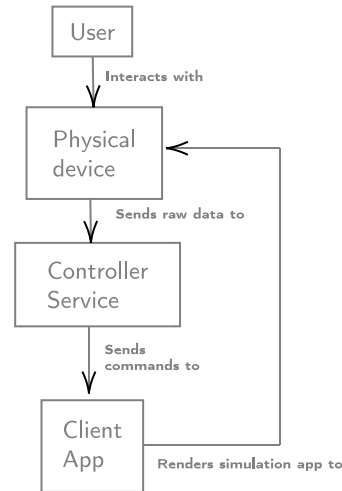 User
Interacts with
Physical
device
Sends raw data to
Controller
Service
Sends
commands to
Client
App
Renders simulation app to